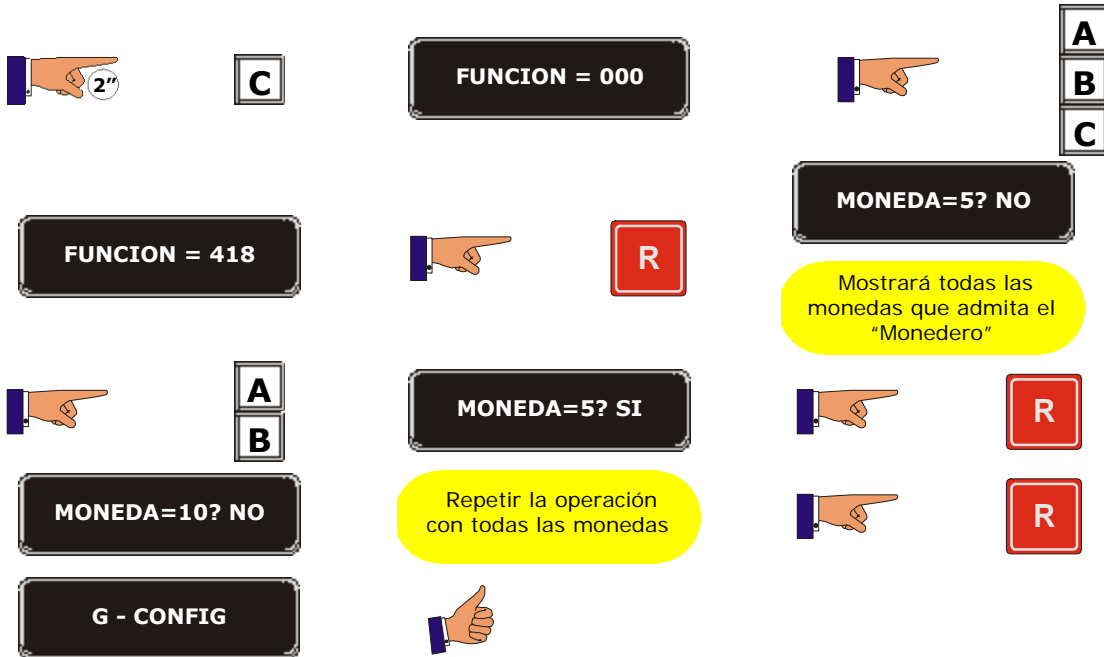 2”
C
FUNCION = 000
A
B
C
FUNCION = 418
R
MONEDA=5? NO
Mostrará todas las
monedas que admita el
“Monedero”
A
B
MONEDA=5? SI
R
MONEDA=10? NO
Repetir la operación
con todas las monedas
R
G - CONFIG